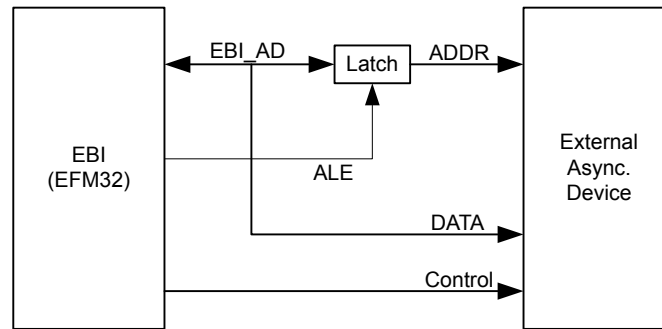 EBI_AD
Latch
ADDR
EBI
(EFM32)
ALE
External
Async.
Device
DATA
Control